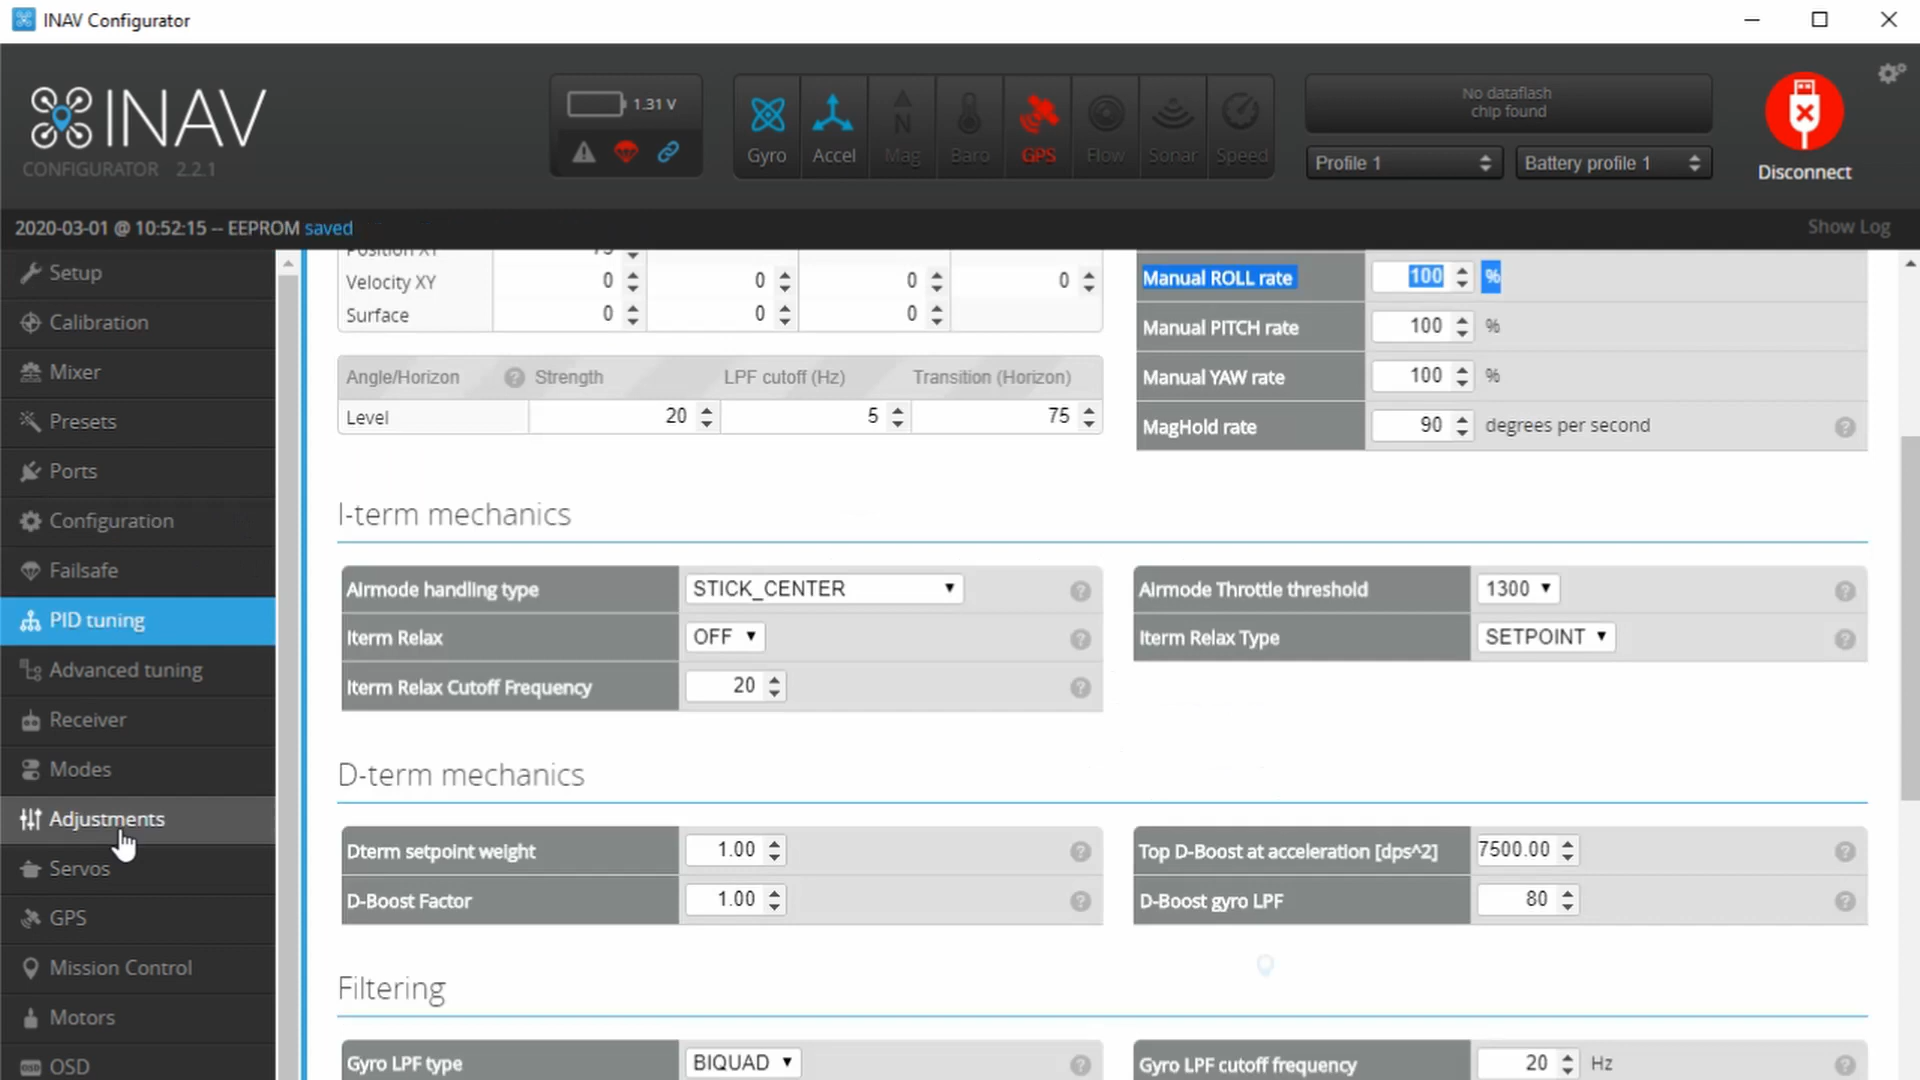 INAV Configurator
INAV
CONFIGURATOR 2.2.1
1.31 V
Gyro Accel Mag Baro GPS Flow Sonar Speed
No dataflash
chip found
Profile 1 Battery profile 1
Disconnect
2020-03-01 @ 10:52:15 -- EEPROM saved
Show Log
Setup
Calibration
Mixer
Presets
Ports
Configuration
Failsafe
PID tuning
Advanced tuning
Receiver
Modes
Adjustments
Servos
GPS
Mission Control
Motors
OSD
Position XY 75
Velocity XY 0 0 0 0
Surface 0 0 0
Angle/Horizon Strength LPF cutoff (Hz) Transition (Horizon)
Level 20 5 75
Manual ROLL rate 100 %
Manual PITCH rate 100 %
Manual YAW rate 100 %
MagHold rate 90 degrees per second
I-term mechanics
Airmode handling type STICK_CENTER
Airmode Throttle threshold 1300
Iterm Relax OFF
Iterm Relax Type SETPOINT
Iterm Relax Cutoff Frequency 20
D-term mechanics
Dterm setpoint weight 1.00
Top D-Boost at acceleration [dps^2] 7500.00
D-Boost Factor 1.00
D-Boost gyro LPF 80
Filtering
Gyro LPF type BIQUAD
Gyro LPF cutoff frequency 20 Hz